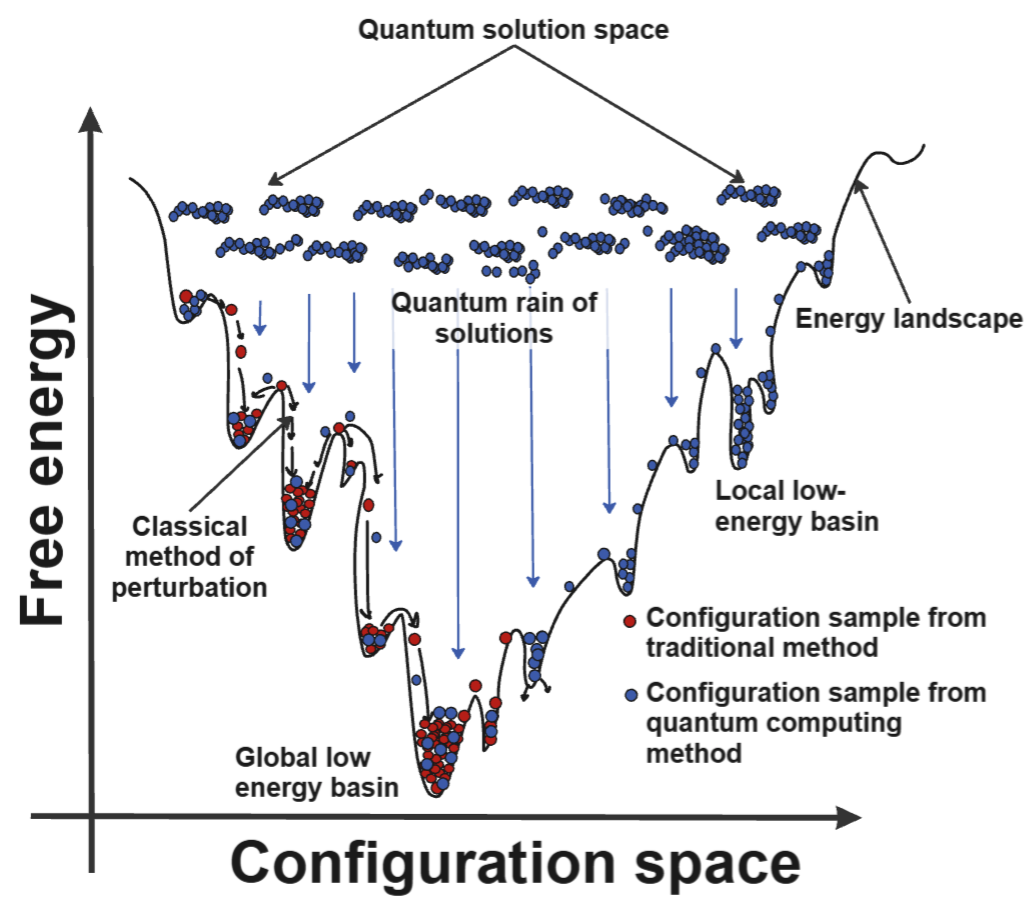 Quantum solution space
Quantum rain of
solutions
Energy landscape
Free energy
Classical
method of
perturbation
Local low-
energy basin
Configuration sample from
traditional method
Configuration sample from
quantum computing
method
Global low
energy basin
Configuration space